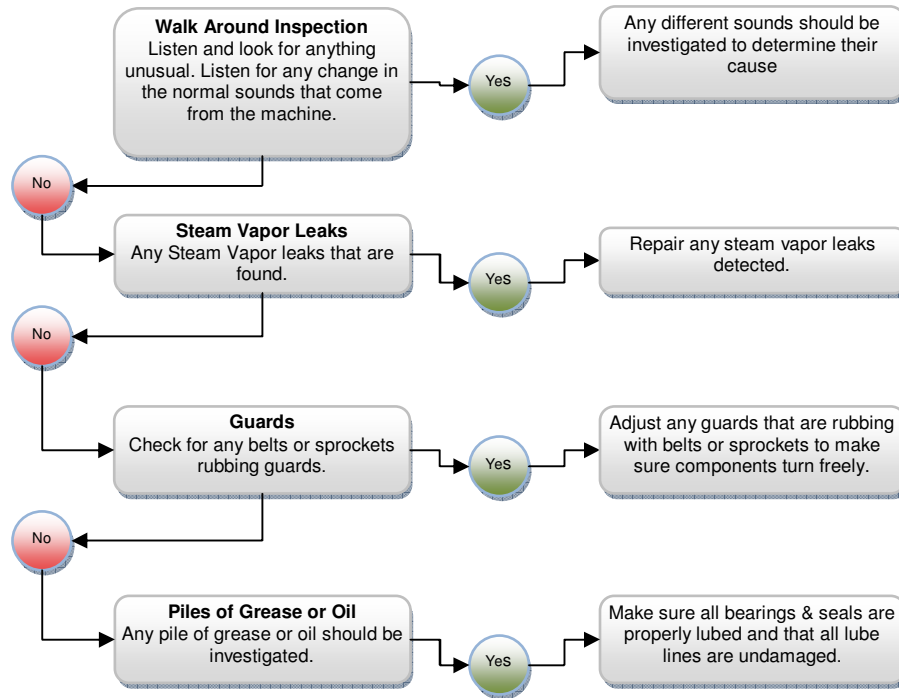 Walk Around Inspection
Listen and look for anything
unusual. Listen for any change in
the normal sounds that come
from the machine.
Yes
Any different sounds should be
investigated to determine their
cause
No
Steam Vapor Leaks
Any Steam Vapor leaks that are
found.
Yes
Repair any steam vapor leaks
detected.
No
Guards
Check for any belts or sprockets
rubbing guards.
Yes
Adjust any guards that are rubbing
with belts or sprockets to make
sure components turn freely.
No
Piles of Grease or Oil
Any pile of grease or oil should be
investigated.
Yes
Make sure all bearings & seals are
properly lubed and that all lube
lines are undamaged.